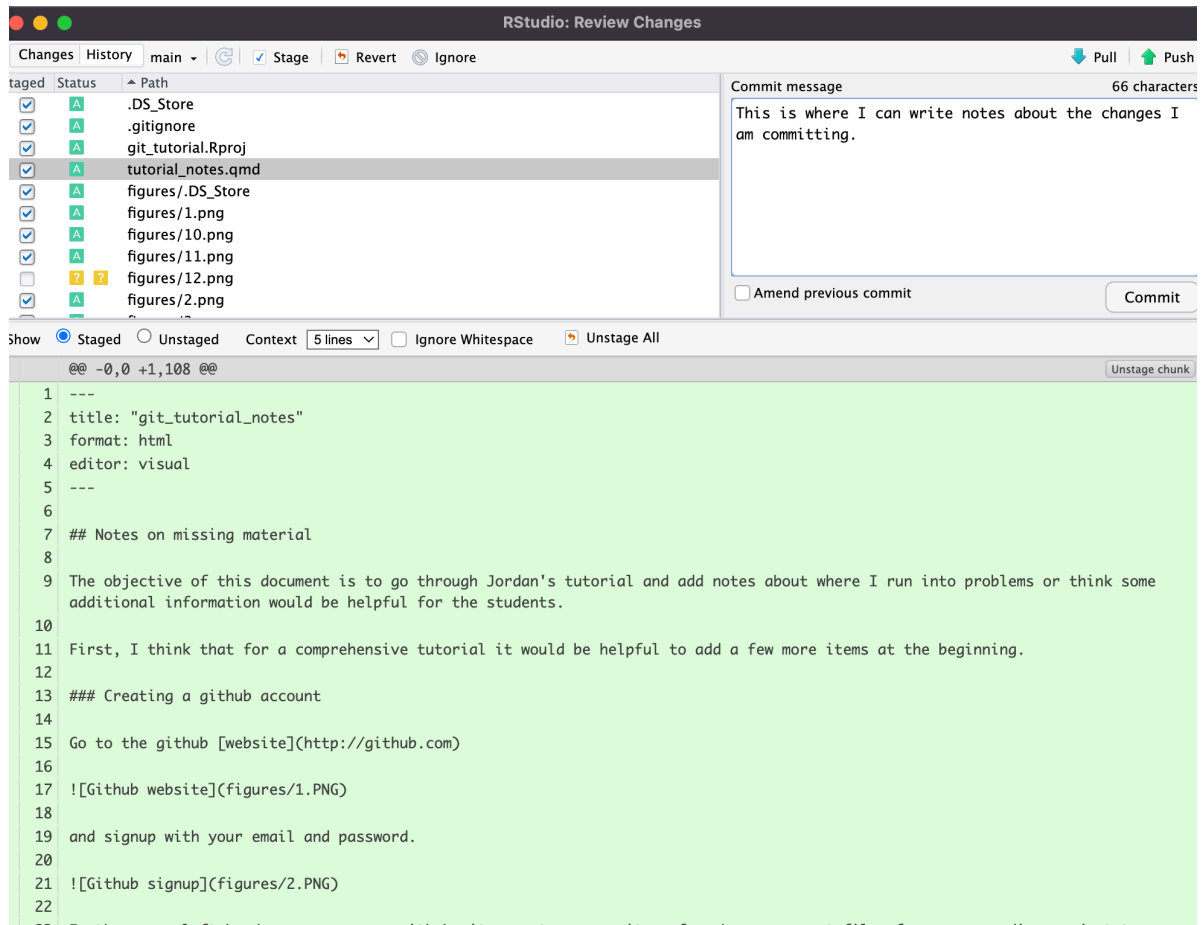 RStudio: Review Changes
Changes History main Stage Revert Ignore Pull Push
taged Status Path
.DS_Store
A
.gitignore
A
git_tutorial.Rproj
A
tutorial_notes.qmd
A
figures/.DS_Store
A
figures/1.png
A
figures/10.png
A
figures/11.png
A
? ? figures/12.png
A
figures/2.png
Commit message 66 characters
This is where I can write notes about the changes I
am committing.
Amend previous commit
Commit
Show Staged Unstaged Context 5 lines Ignore Whitespace Unstage All
@@ -0,0 +1,108 @@ Unstage chunk
1 ---
2 title: "git_tutorial_notes"
3 format: html
4 editor: visual
5 ---
6
7 ## Notes on missing material
8
9 The objective of this document is to go through Jordan's tutorial and add notes about where I run into problems or think some
additional information would be helpful for the students.
10
11 First, I think that for a comprehensive tutorial it would be helpful to add a few more items at the beginning.
12
13 ### Creating a github account
14
15 Go to the github [website](http://github.com)
16
17 ![Github website](figures/1.PNG)
18
19 and signup with your email and password.
20
21 ![Github signup](figures/2.PNG)
22